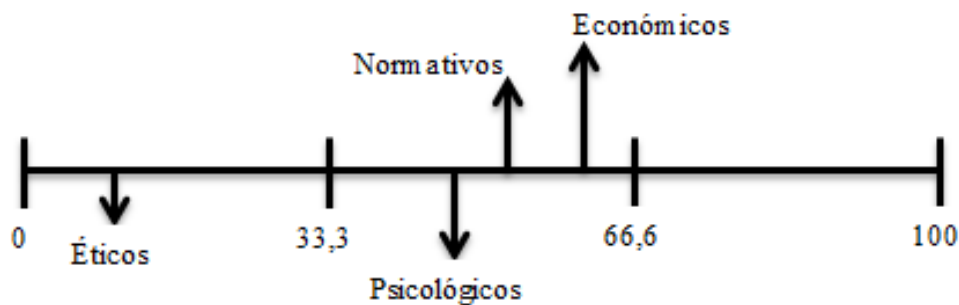 Económicos
Normativos
0
33,3
66,6
100
Éticos
Psicológicos